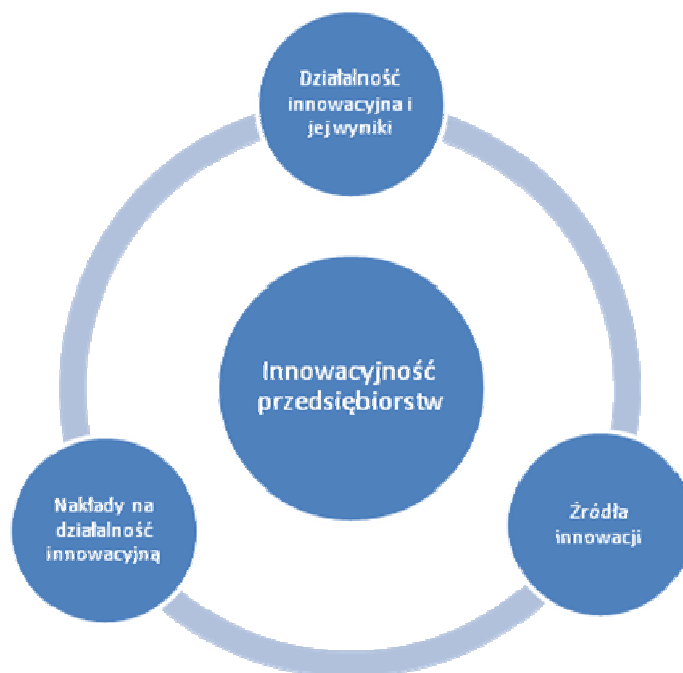 Działalność
innowacyjna i
jej wyniki
Innowacyjność
przedsiębiorstw
Nakłady na
działalność
innowacyjną
Źródła
innowacji